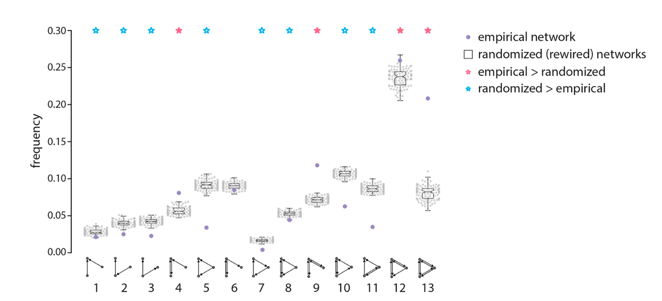 0.30
0.25
0.20
0.15
0.10
0.05
0.00
frequency
1 2 3 4 5 6 7 8 9 10 11 12 13
empirical network
randomized (rewired) networks
empirical > randomized
randomized > empirical